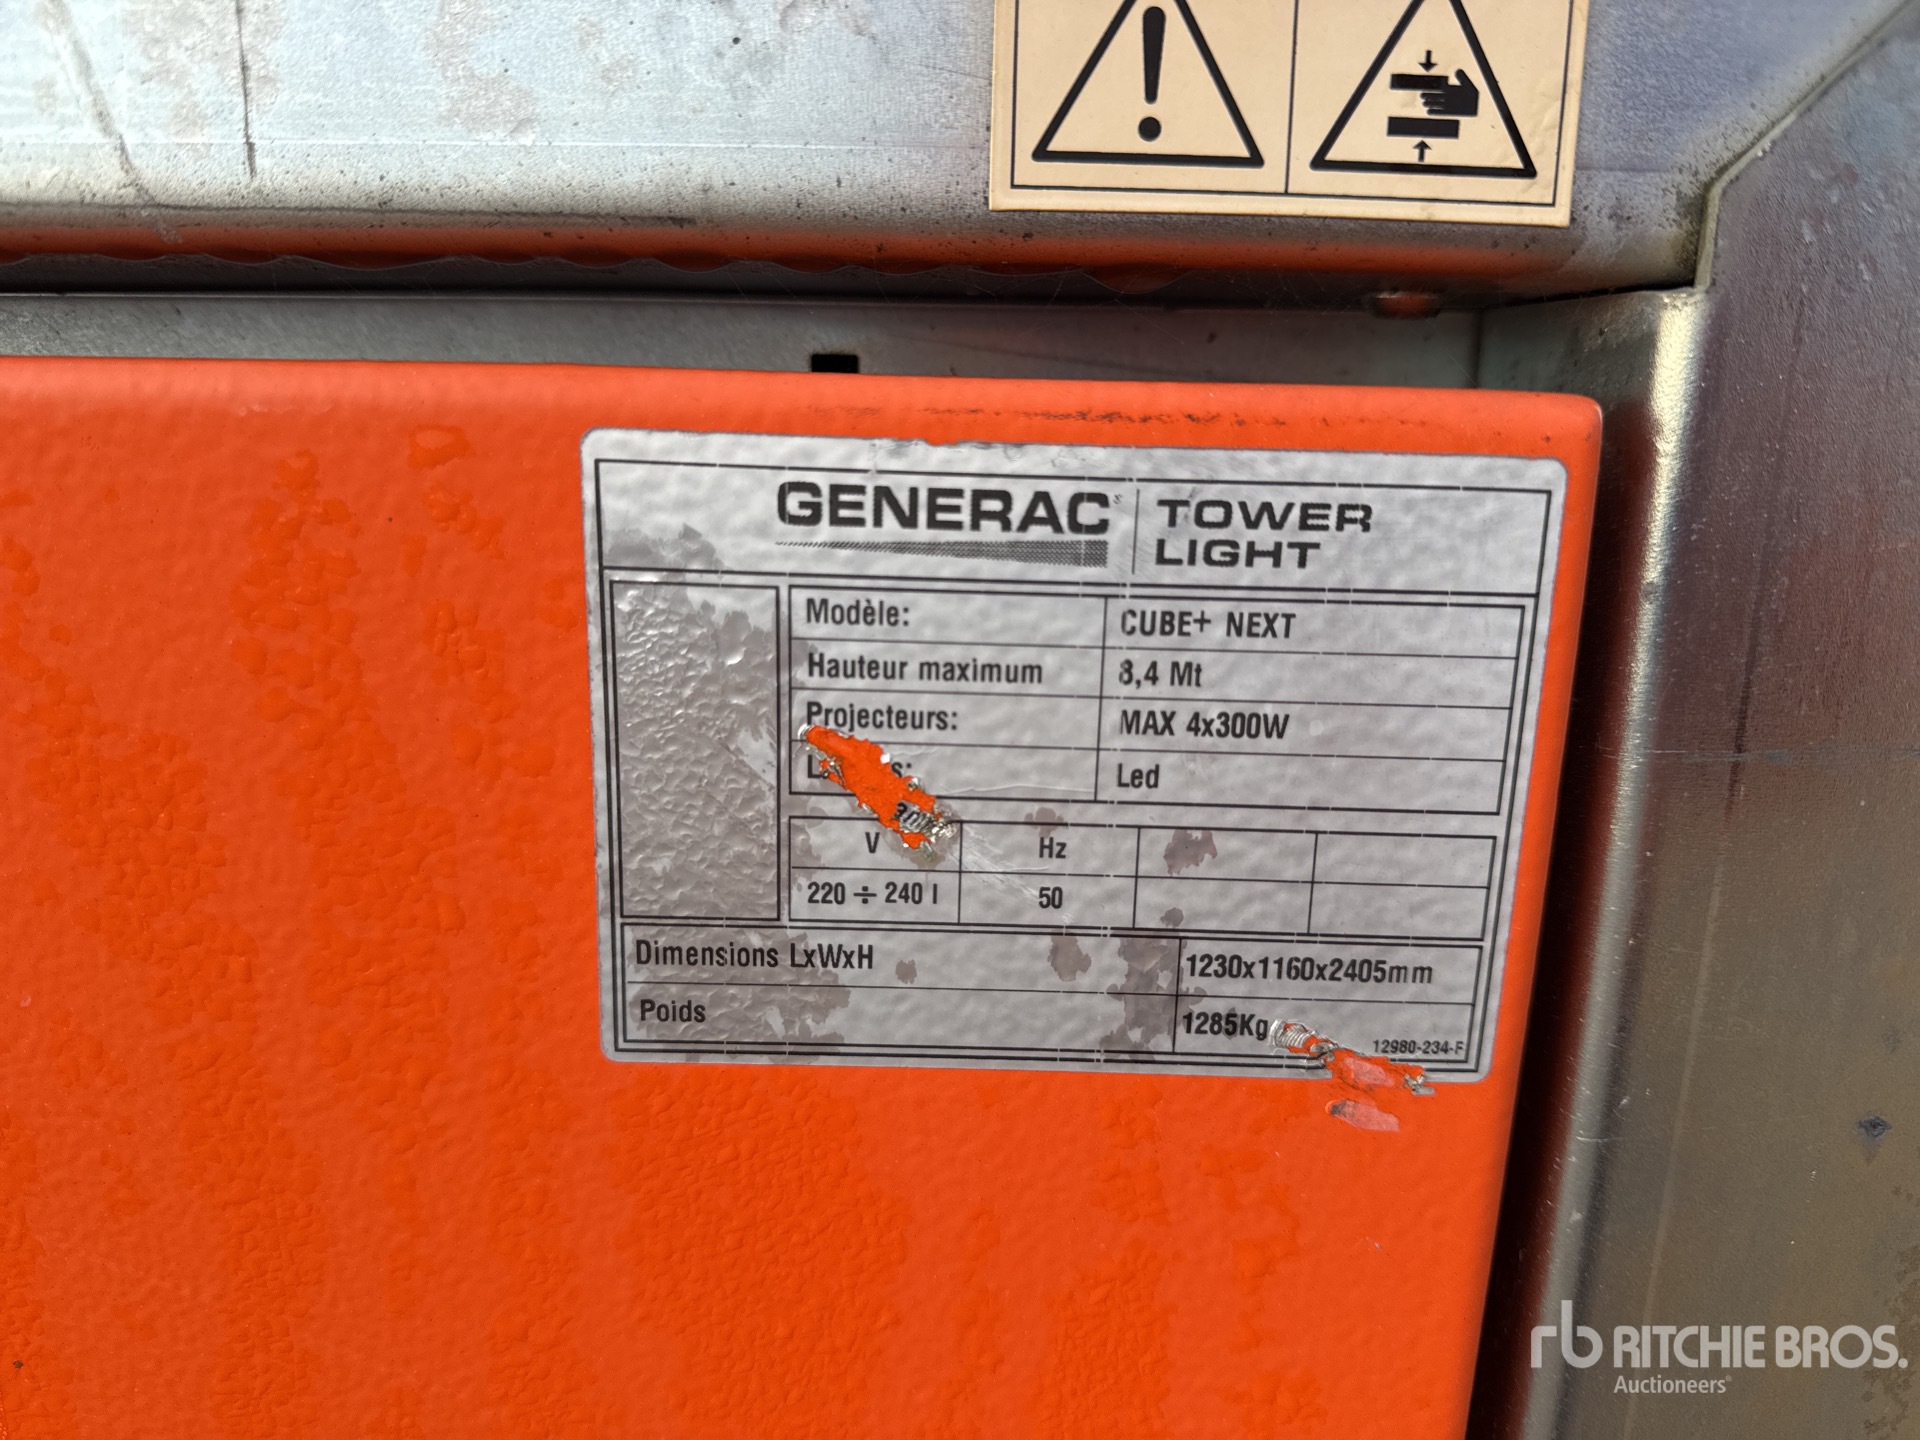 GENERAC
TOWER
LIGHT
Modèle: CUBE+ NEXT
Hauteur maximum 8,4 Mt
Projecteurs: MAX 4x300W
Led
V Hz
220 ÷ 240 50
Dimensions LxWxH 1230x1160x2405mm
Poids 1285Kg
12980-234-F
rb RITCHIE BROS.
Auctioneers